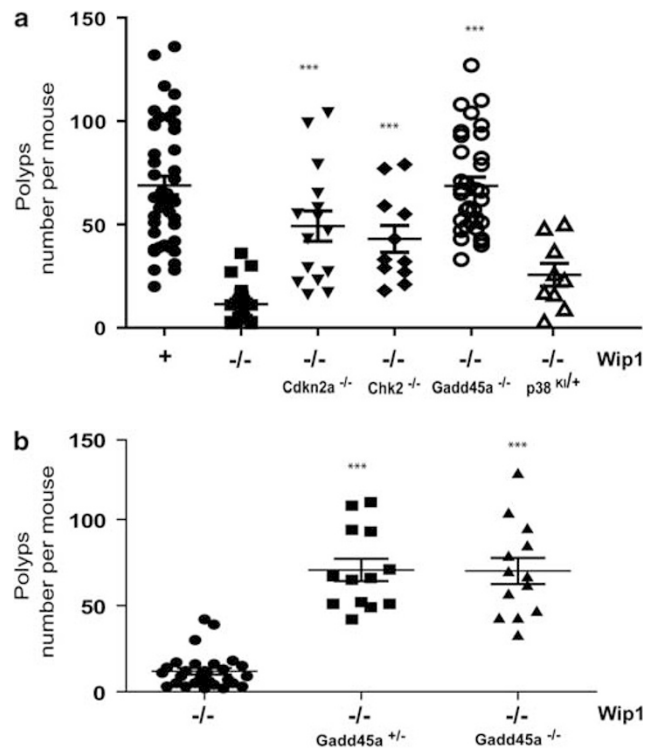 a
150
100
50
0
Polyps
number per mouse
***
***
***
+
-/-
-/-
-/-
-/-
-/-
Wip1
Cdkn2a -/-
Chk2 -/-
Gadd45a -/-
p38 KI/+
b
150
100
50
0
Polyps
number per mouse
***
***
-/-
-/-
-/-
Wip1
Gadd45a +/-
Gadd45a -/-